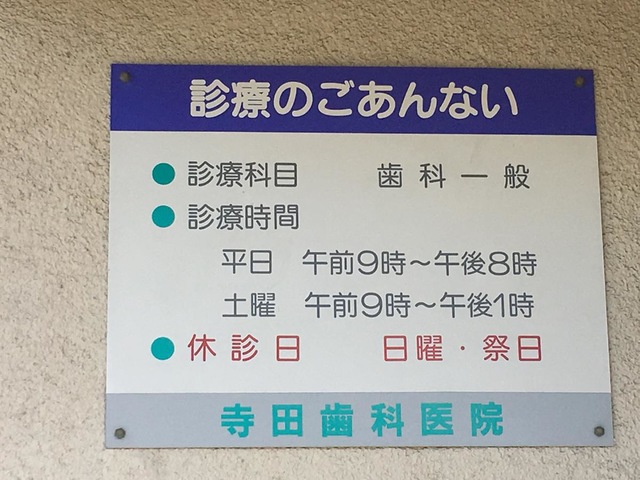 診療のごあんない
● 診療科目 歯科一般
● 診療時間
平日 午前9時～午後8時
土曜 午前9時～午後1時
● 休診日 日曜・祭日
寺田歯科医院